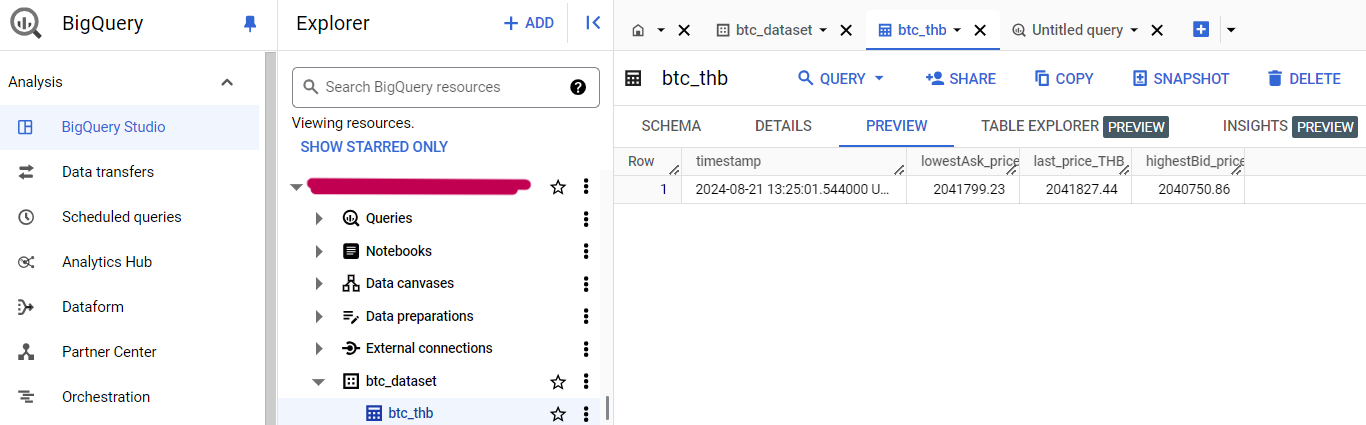 BigQuery
Analysis
BigQuery Studio
Data transfers
Scheduled queries
Analytics Hub
Dataform
Partner Center
Orchestration
Explorer
+ ADD
Search BigQuery resources
Viewing resources.
SHOW STARRED ONLY
Queries
Notebooks
Data canvases
Data preparations
External connections
btc_dataset
btc_thb
btc_dataset btc_thb Untitled query
btc_thb QUERY SHARE COPY SNAPSHOT DELETE
SCHEMA DETAILS PREVIEW TABLE EXPLORER PREVIEW INSIGHTS PREVIEW
Row timestamp lowestAsk_price last_price_THB highestBid_price
1 2024-08-21 13:25:01.544000 U... 2041799.23 2041827.44 2040750.86